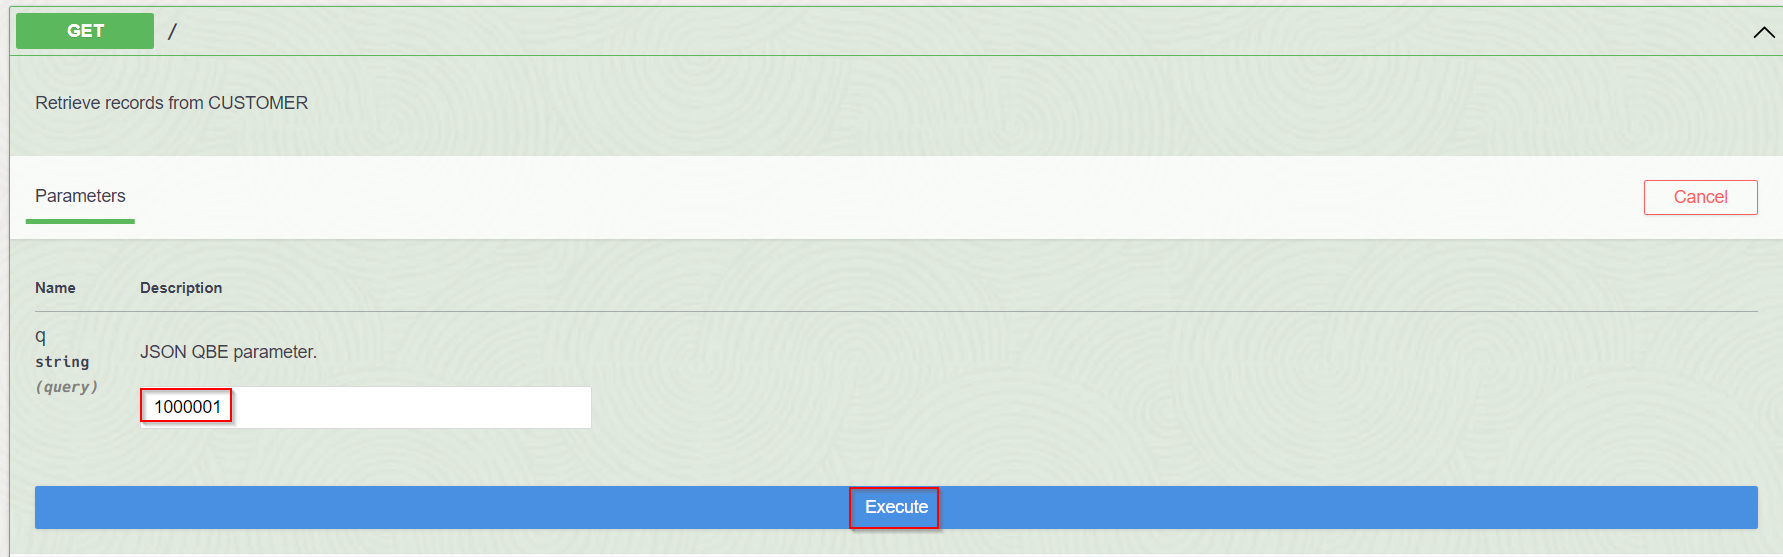 GET /
Retrieve records from CUSTOMER
Parameters
Cancel
Name Description
q
string
(query)
JSON QBE parameter.
1000001
Execute